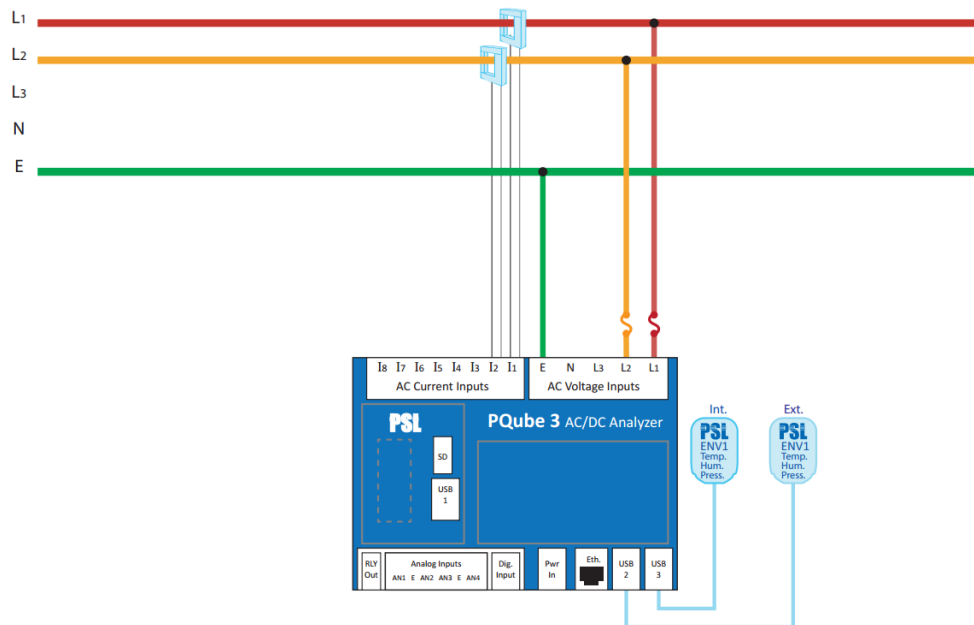 L1
L2
L3
N
E
I8 I7 I6 I5 I4 I3 I2 I1
AC Current Inputs
E N L3 L2 L1
AC Voltage Inputs
PSL
PQube 3 AC/DC Analyzer
SD
USB
1
RLY
Out
Analog Inputs
AN1 E AN2 AN3 E AN4
Dig.
Input
Pwr
In
Eth.
USB
2
USB
3
Int.
PSL
ENV1
Temp.
Hum.
Press.
Ext.
PSL
ENV1
Temp.
Hum.
Press.